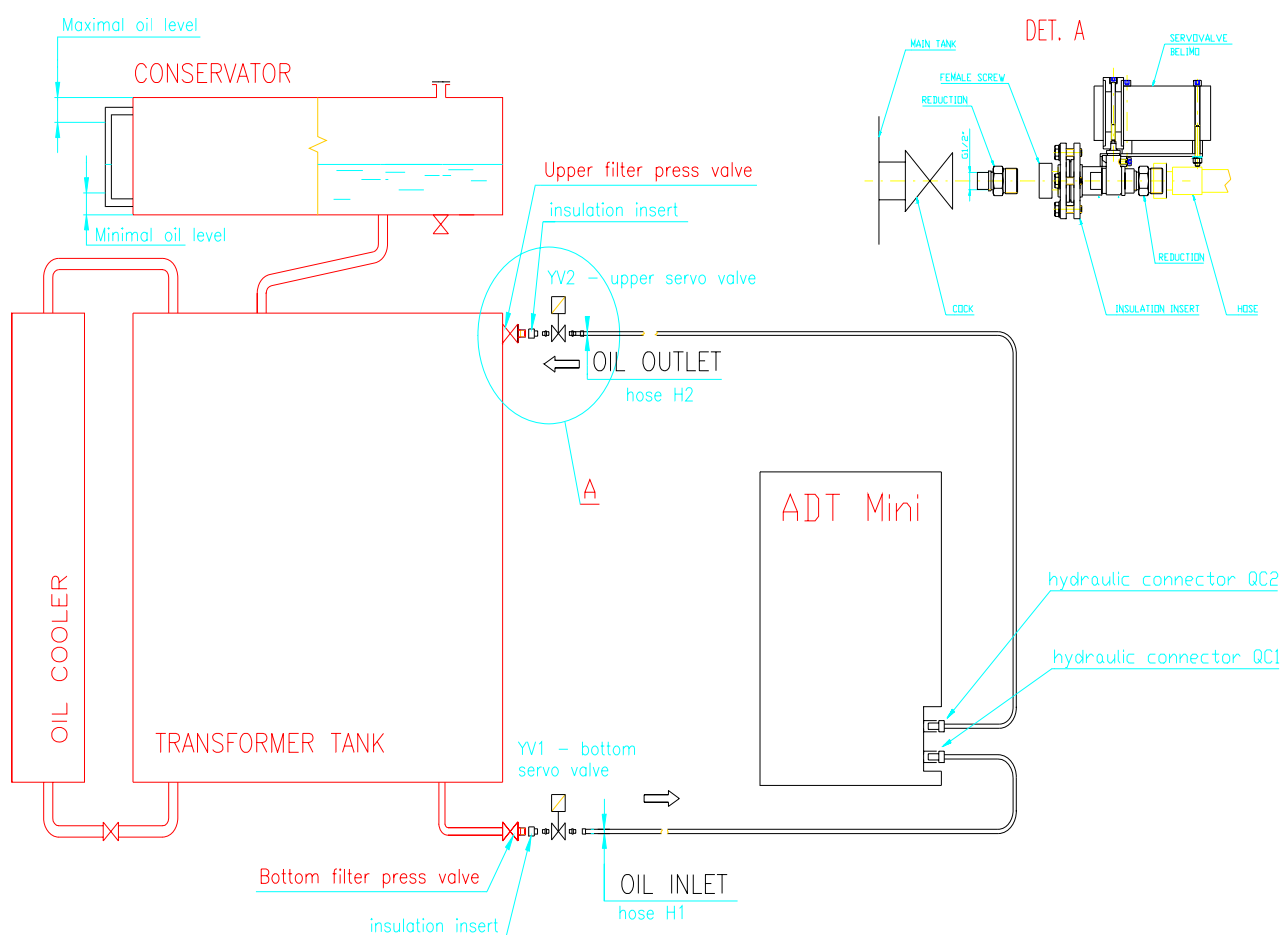 Maximal oil level
CONSERVATOR
Minimal oil level
Upper filter press valve
insulation insert
YV2 - upper servo valve
OIL OUTLET
hose H2
A
DET. A
MAIN TANK
FEMALE SCREW
REDUCTION
G1/2"
SERVOVALVE
BELIMO
REDUCTION
COCK
INSULATION INSERT
HOSE
ADT Mini
hydraulic connector QC2
hydraulic connector QC1
OIL COOLER
TRANSFORMER TANK
YV1 - bottom
servo valve
Bottom filter press valve
insulation insert
OIL INLET
hose H1